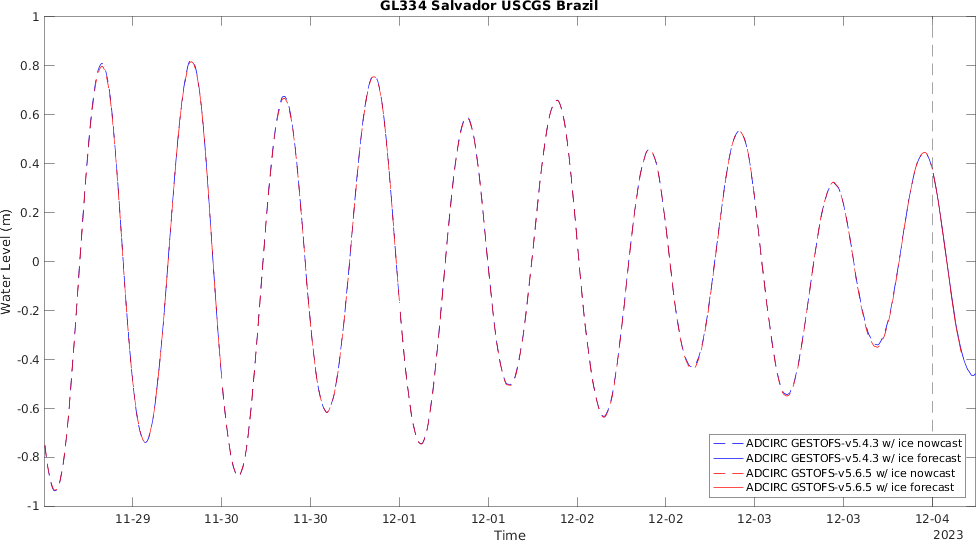 GL334 Salvador USCGS Brazil
1
0.8
0.6
0.4
0.2
0
-0.2
-0.4
-0.6
-0.8
-1
Water Level (m)
ADCIRC GESTOFS-v5.4.3 w/ ice nowcast
ADCIRC GESTOFS-v5.4.3 w/ ice forecast
ADCIRC GSTOFS-v5.6.5 w/ ice nowcast
ADCIRC GSTOFS-v5.6.5 w/ ice forecast
11-29 11-30 11-30 12-01 12-01 12-02 12-02 12-03 12-03 12-04
Time 2023